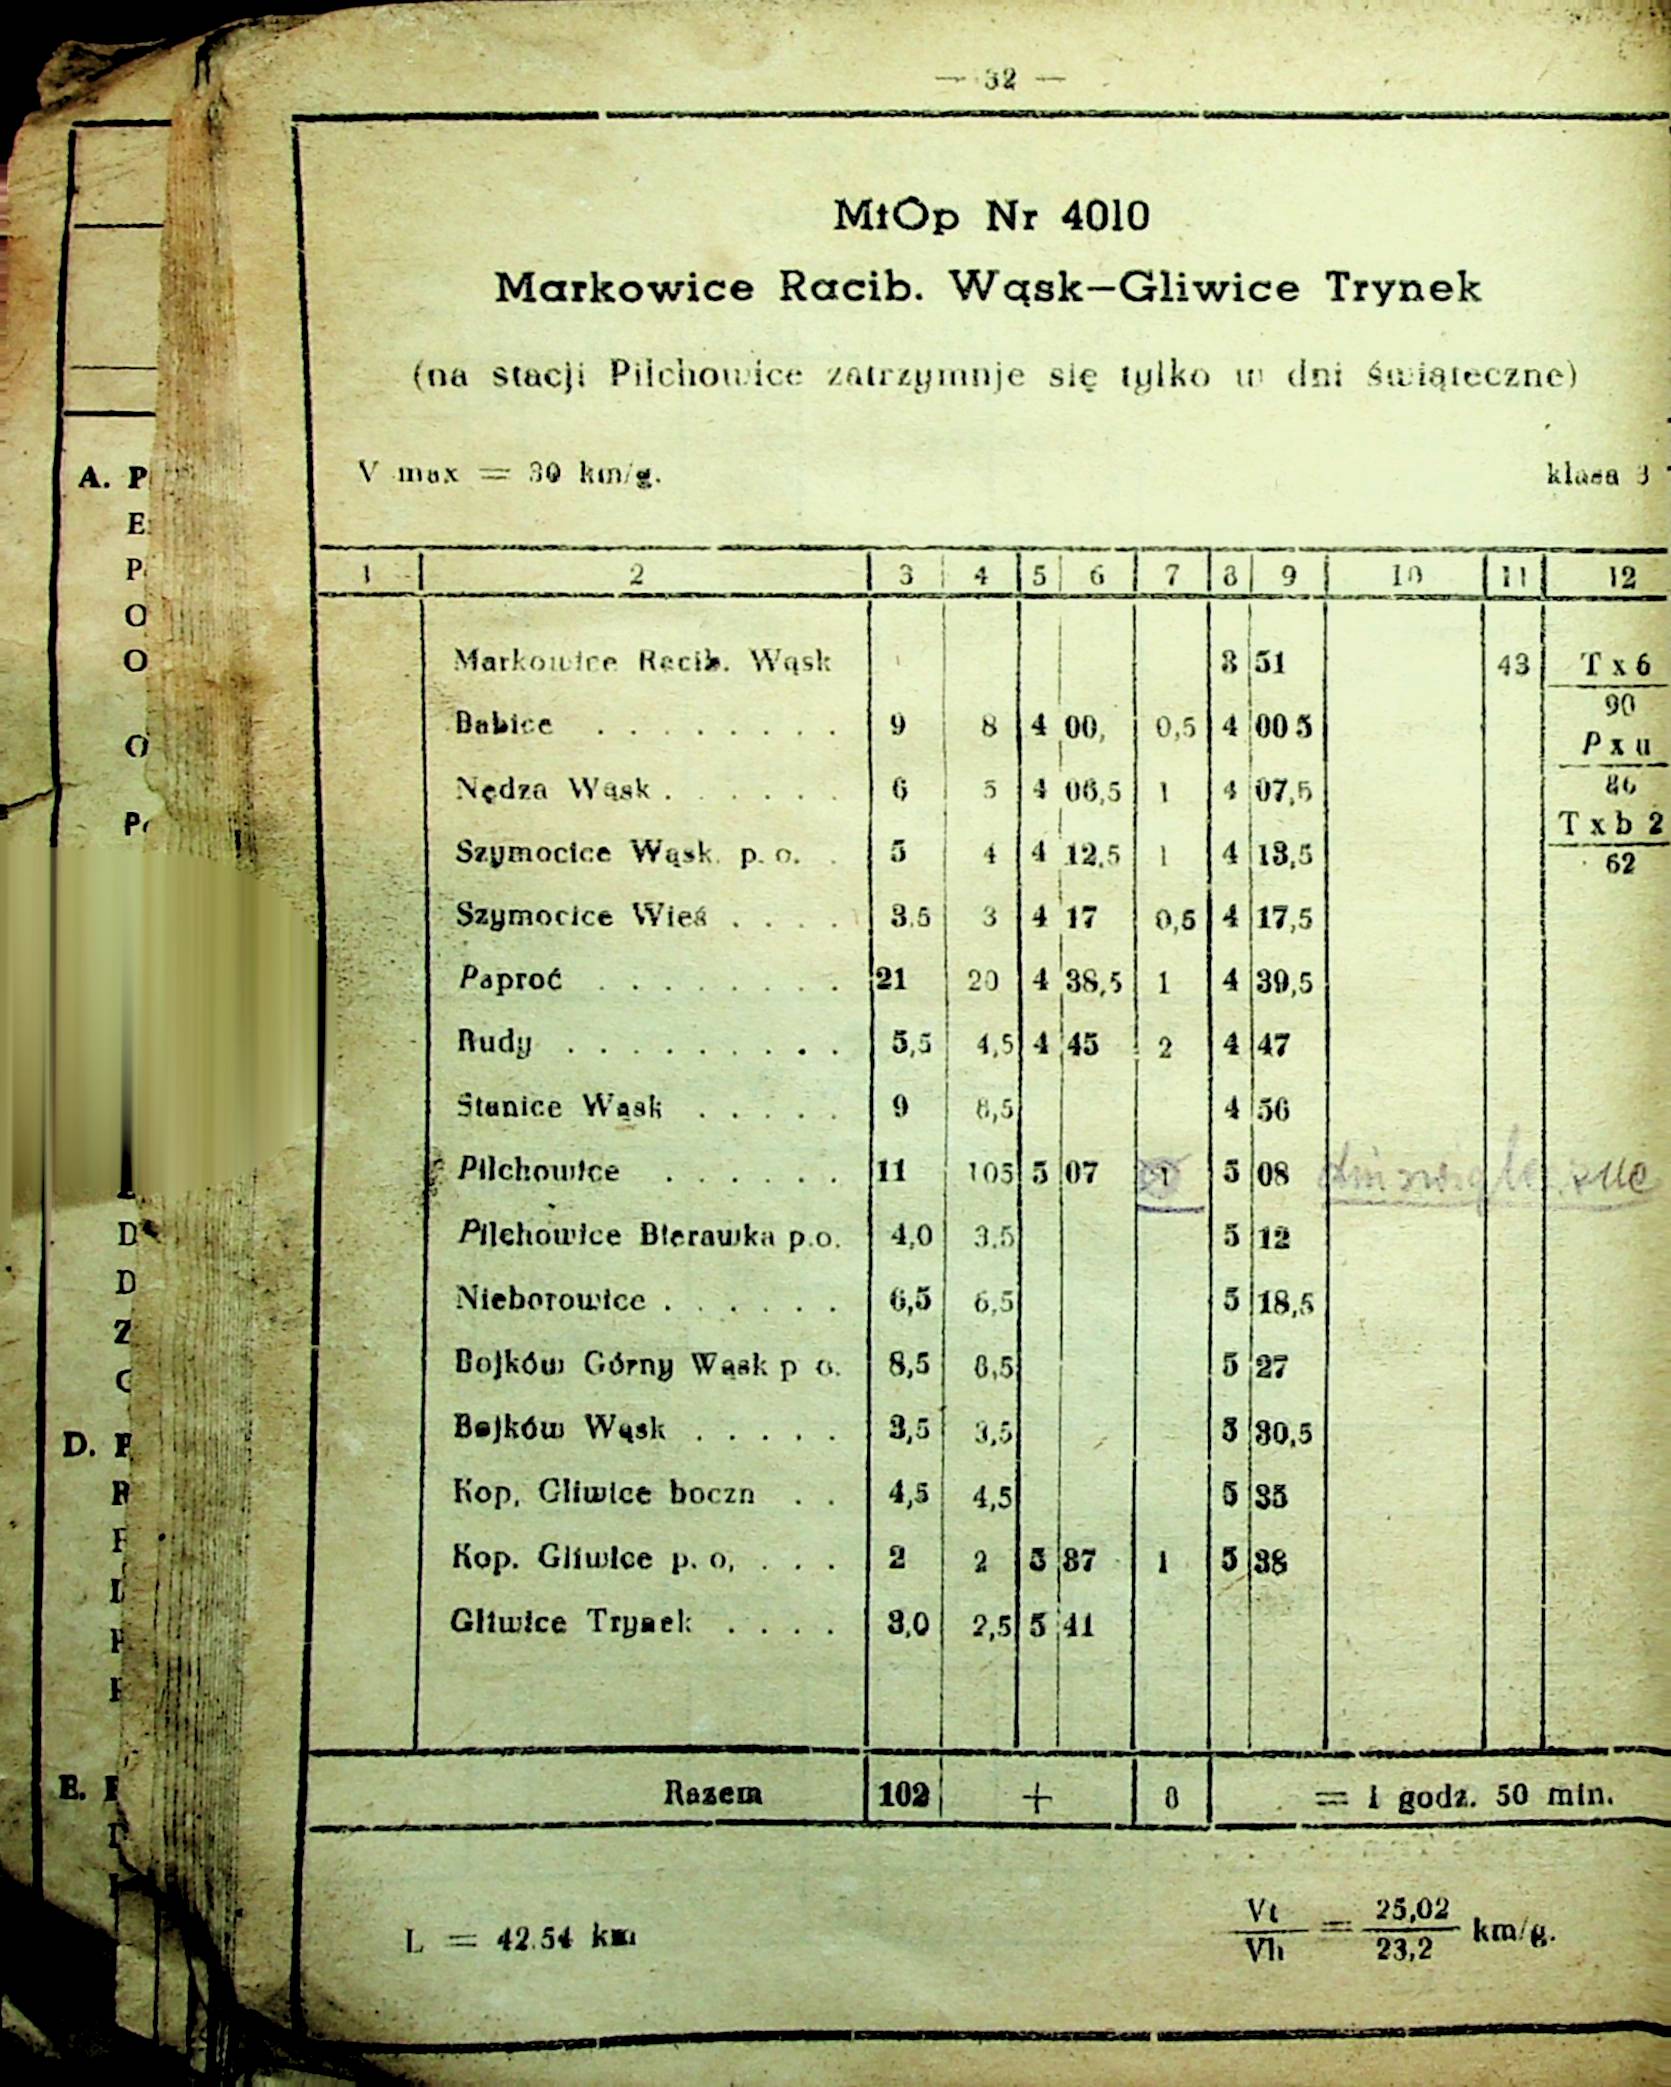 — 32 —
MtOp Nr 4010
Markowice Racib. Wąsk—Gliwice Trynek
(na stacji Pilchowice zatrzymnje się tylko w dni świąteczne)
V max = 30 km/g. klasa 3
1 2 3 4 5 6 7 8 9 10 11 12
Markowice Racib. Wąsk 3 51 43 T x 6
90
Babice . . . . . . . . 9 8 4 00, 0,5 4 00 5 P x u
Nędza Wąsk . . . . . . 6 5 4 06,5 1 4 07,5 86
Szymocice Wąsk. p. o. . 5 4 4 12,5 1 4 13,5 T x b 2
62
Szymocice Wieś . . . . 3.5 3 4 17 0,5 4 17,5
Paproć . . . . . . . . 21 20 4 38,5 1 4 39,5
Rudy . . . . . . . . . 5,5 4,5 4 45 2 4 47
Stanice Wąsk . . . . . 9 8,5 4 56
Pilchowice . . . . . . 11 105 5 07 1 5 08 dni świąteczne
Pilchowice Bierawka p.o. 4,0 3.5 5 12
Nieborowice . . . . . . 6,5 6,5 5 18,5
Bojków Górny Wąsk p o. 8,5 8,5 5 27
Bojków Wąsk . . . . . 3,5 3,5 5 30,5
Kop, Gliwice boczn . . 4,5 4,5 5 35
Kop. Gliwice p. o, . . . 2 2 5 37 1 5 38
Gliwice Trynek . . . . 3,0 2,5 5 41
Razem 102 + 8 = 1 godz. 50 min.
L = 42.54 km Vt / Vh = 25,02 / 23,2 km/g.
A. P
E
P
O
O
O
P
D
D
Z
G
D. P
R
F
E.